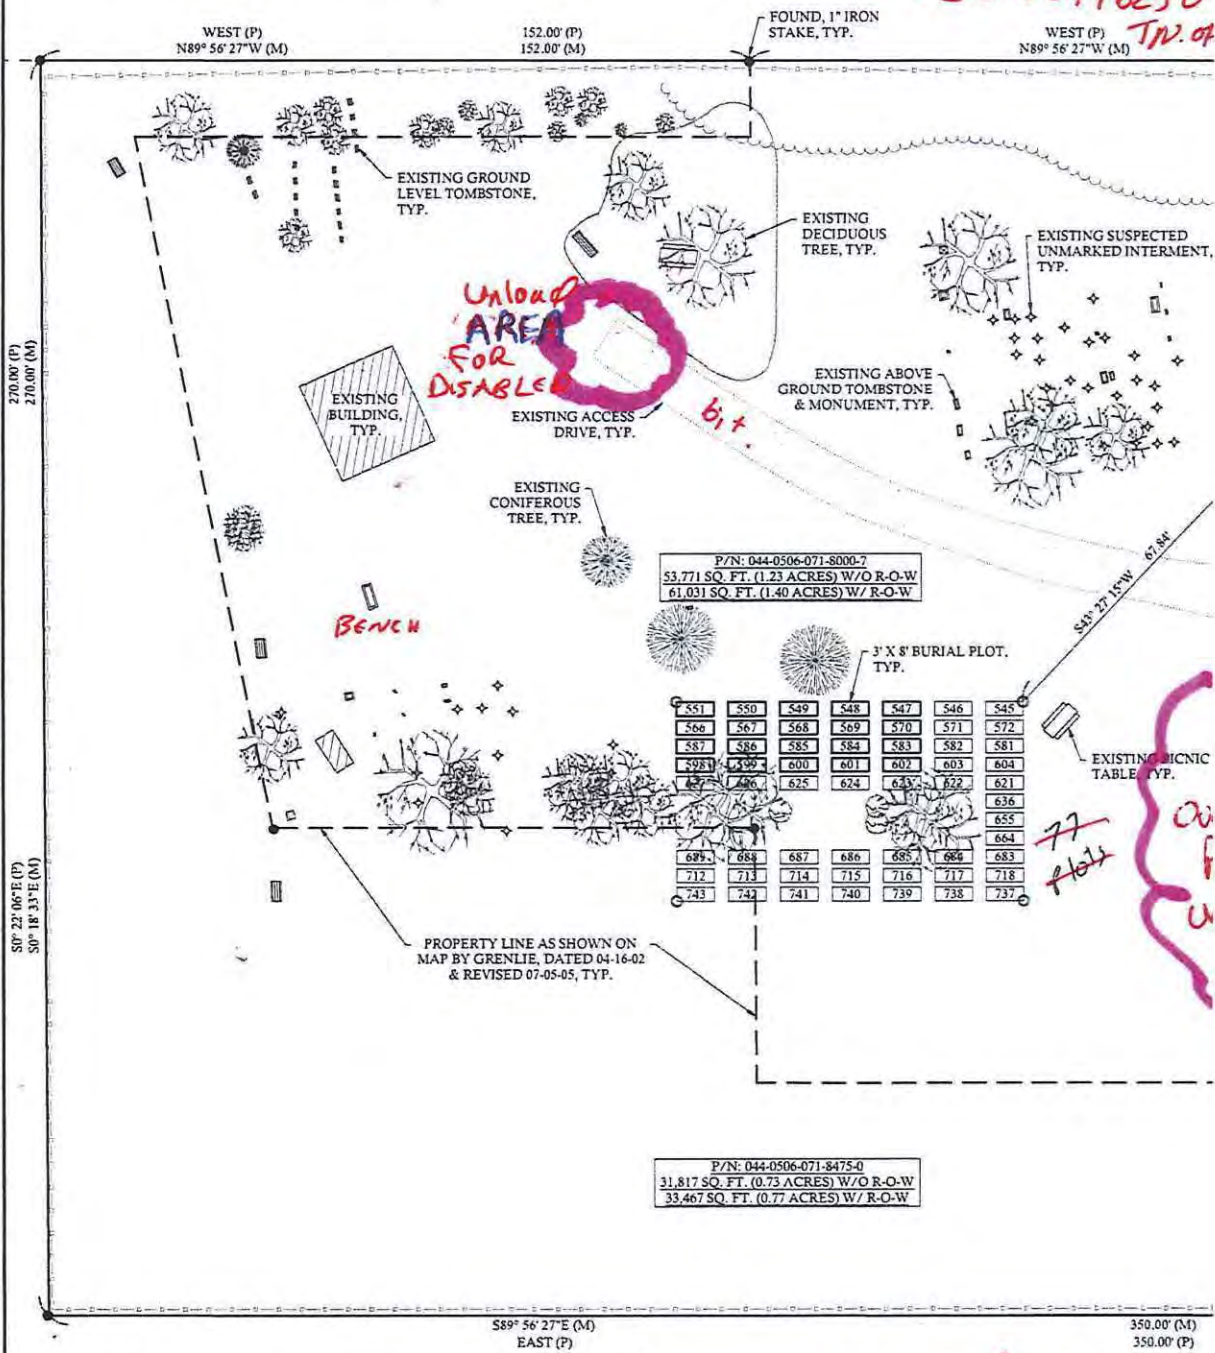 TN. OF
WEST (P)
N89° 56' 27"W (M)
152.00' (P)
152.00' (M)
FOUND, 1" IRON
STAKE, TYP.
WEST (P)
N89° 56' 27"W (M)
EXISTING GROUND
LEVEL TOMBSTONE,
TYP.
EXISTING
DECIDUOUS
TREE, TYP.
EXISTING SUSPECTED
UNMARKED INTERMENT,
TYP.
270.00' (P)
270.00' (M)
Unload
AREA
FOR
DISABLED
EXISTING
BUILDING,
TYP.
EXISTING ACCESS
DRIVE, TYP.
bit.
EXISTING ABOVE
GROUND TOMBSTONE
& MONUMENT, TYP.
EXISTING
CONIFEROUS
TREE, TYP.
P/N: 044-0506-071-8000-7
53,771 SQ. FT. (1.23 ACRES) W/O R-O-W
61,031 SQ. FT. (1.40 ACRES) W/ R-O-W
S43° 27' 15"W 67.84'
BENCH
3' X 8' BURIAL PLOT,
TYP.
551 550 549 548 547 546 545
566 567 568 569 570 571 572
587 586 585 584 583 582 581
598 599 600 601 602 603 604
626 625 624 623 622 621
636
655
664
689 688 687 686 685 684 683
712 713 714 715 716 717 718
743 742 741 740 739 738 737
EXISTING PICNIC
TABLE, TYP.
77
plots
S0° 22' 06"E (P)
S0° 18' 33"E (M)
PROPERTY LINE AS SHOWN ON
MAP BY GRENLIE, DATED 04-16-02
& REVISED 07-05-05, TYP.
P/N: 044-0506-071-8475-0
31,817 SQ. FT. (0.73 ACRES) W/O R-O-W
33,467 SQ. FT. (0.77 ACRES) W/ R-O-W
S89° 56' 27"E (M)
EAST (P)
350.00' (M)
350.00' (P)